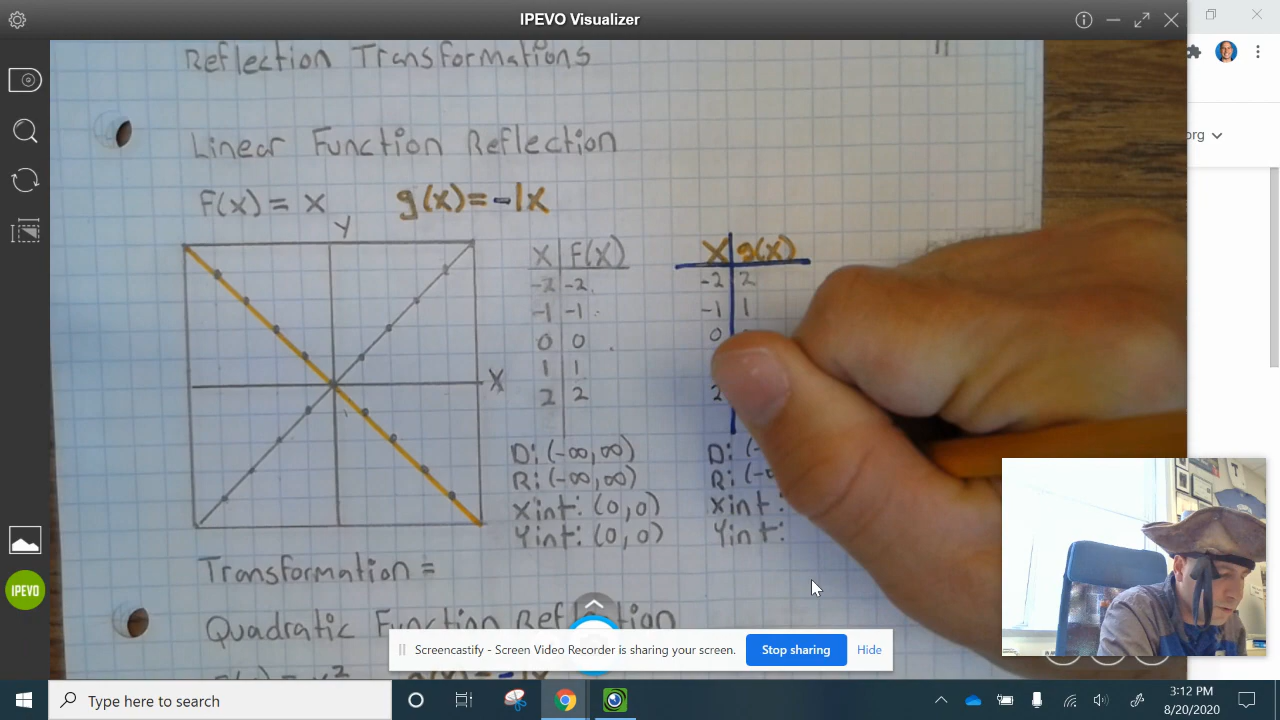 IPEVO Visualizer
Reflection Transformations
11
org
Linear Function Reflection
F(x) = x g(x) = -1x
Y
X
X F(X)
-2 -2
-1 -1
0 0
1 1
2 2
X g(X)
-2 2
-1 1
0
2
D: (-∞,∞)
R: (-∞,∞)
Xint: (0,0)
Yint: (0,0)
D: (-
R: (-∞
Xint:
Yint:
Transformation =
IPEVO
Quadratic Function Reflection
Screencastify - Screen Video Recorder is sharing your screen.
Stop sharing
Hide
Type here to search
3:12 PM
8/20/2020